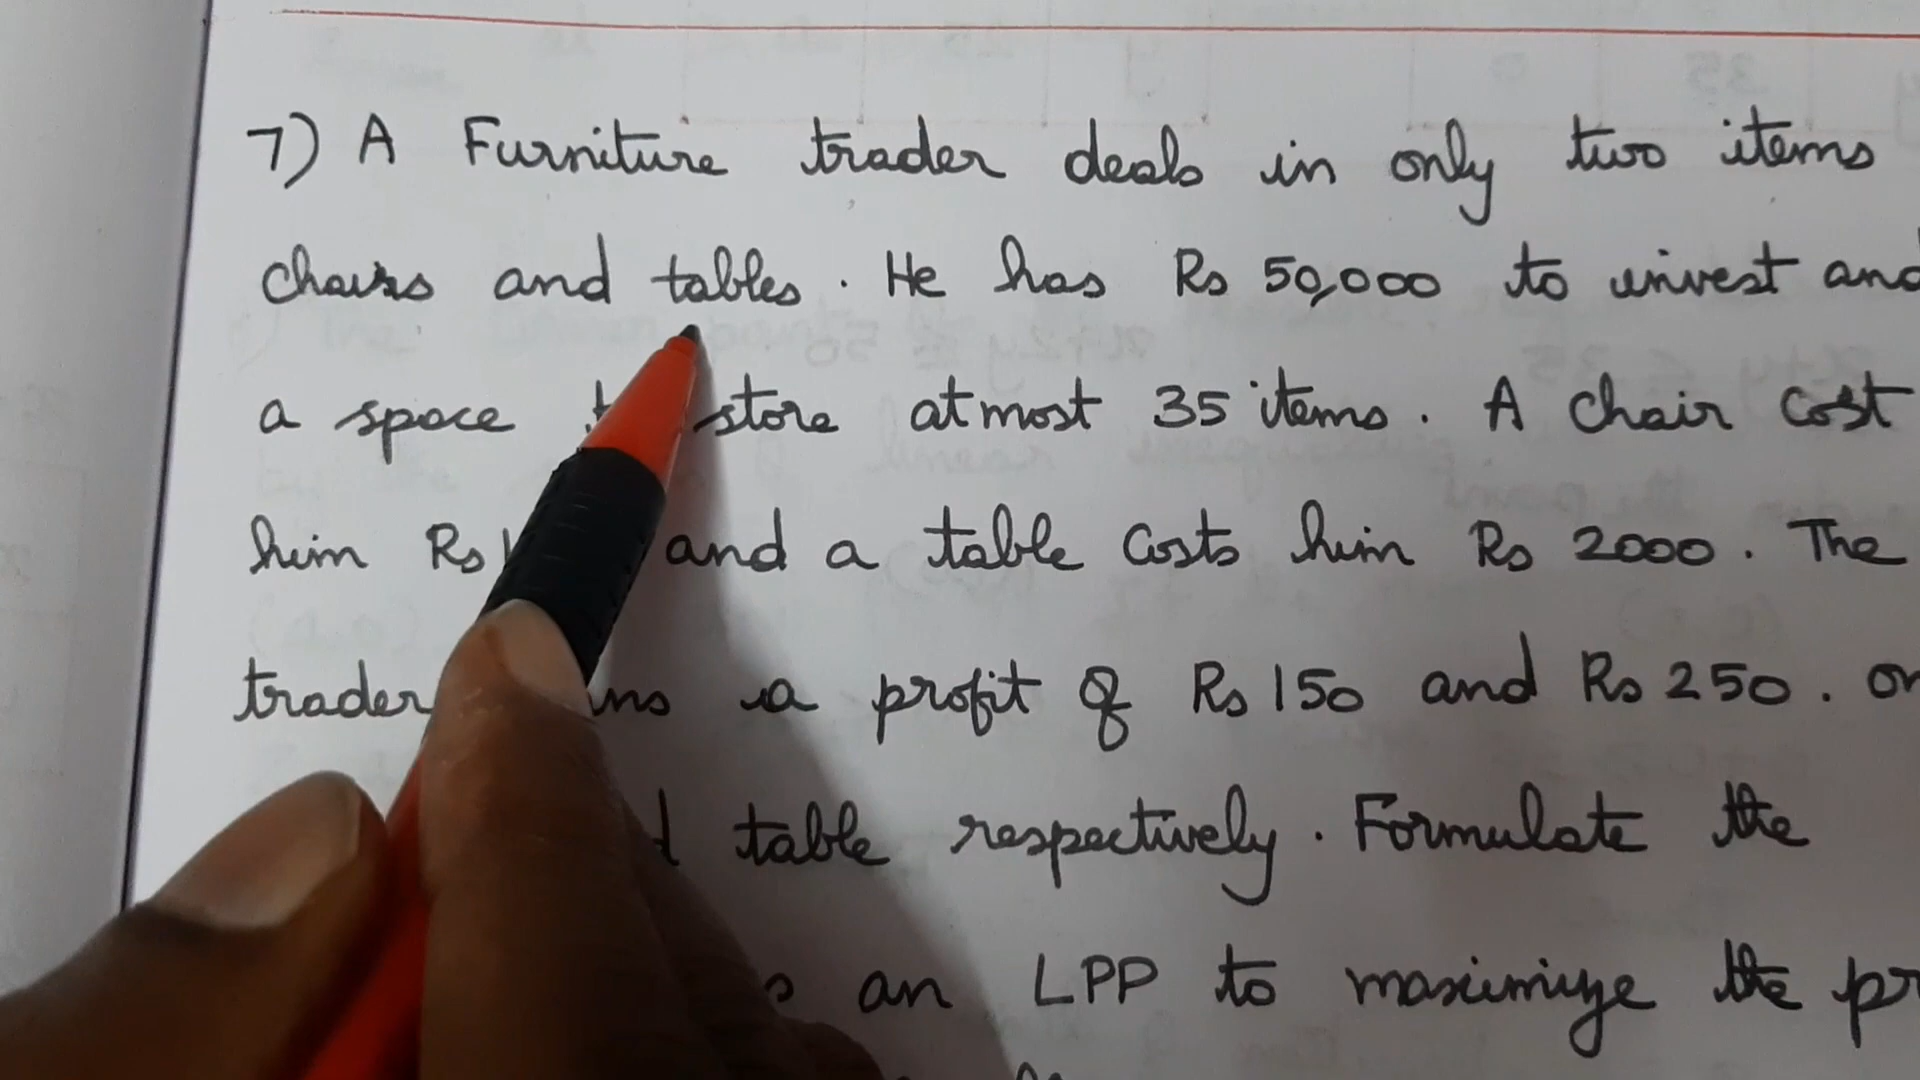 7) A Furniture trader deals in only two items
chairs and tables. He has Rs 50,000 to invest and
a space store atmost 35 items. A chair cost
him Rs and a table costs him Rs 2000. The
trader a profit of Rs 150 and Rs 250. on
table respectively. Formulate the
an LPP to maximize the